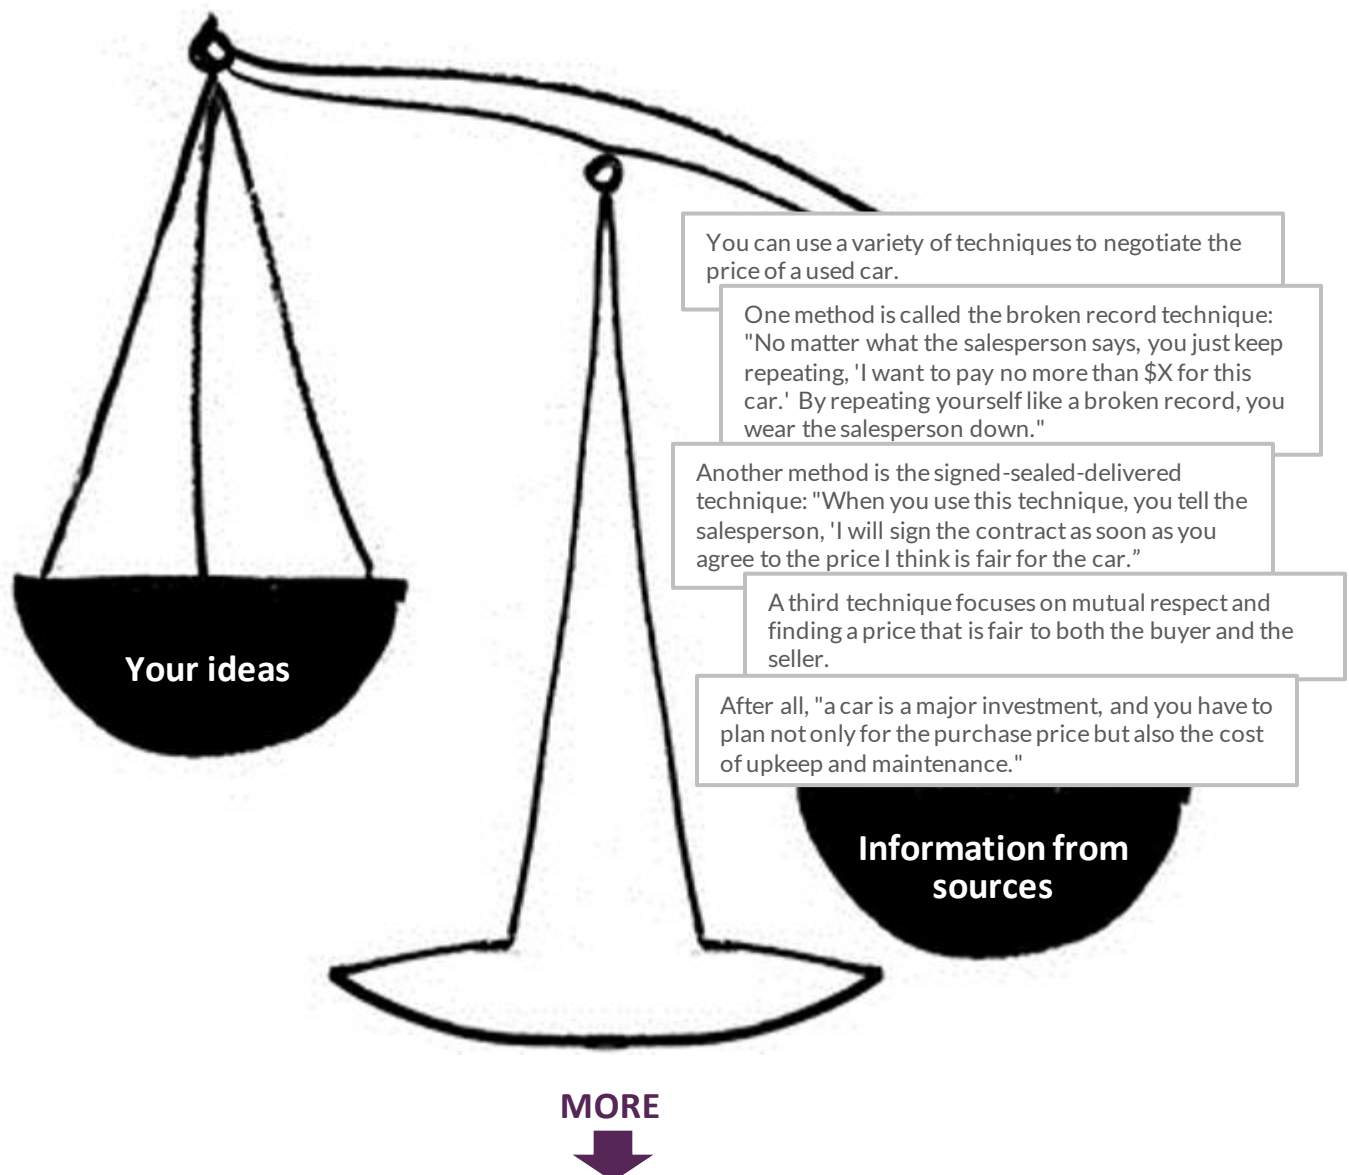 You can use a variety of techniques to negotiate the
price of a used car.
One method is called the broken record technique:
"No matter what the salesperson says, you just keep
repeating, 'I want to pay no more than $X for this
car.' By repeating yourself like a broken record, you
wear the salesperson down."
Another method is the signed-sealed-delivered
technique: "When you use this technique, you tell the
salesperson, 'I will sign the contract as soon as you
agree to the price I think is fair for the car.”
A third technique focuses on mutual respect and
finding a price that is fair to both the buyer and the
seller.
After all, "a car is a major investment, and you have to
plan not only for the purchase price but also the cost
of upkeep and maintenance."
Your ideas
Information from
sources
MORE